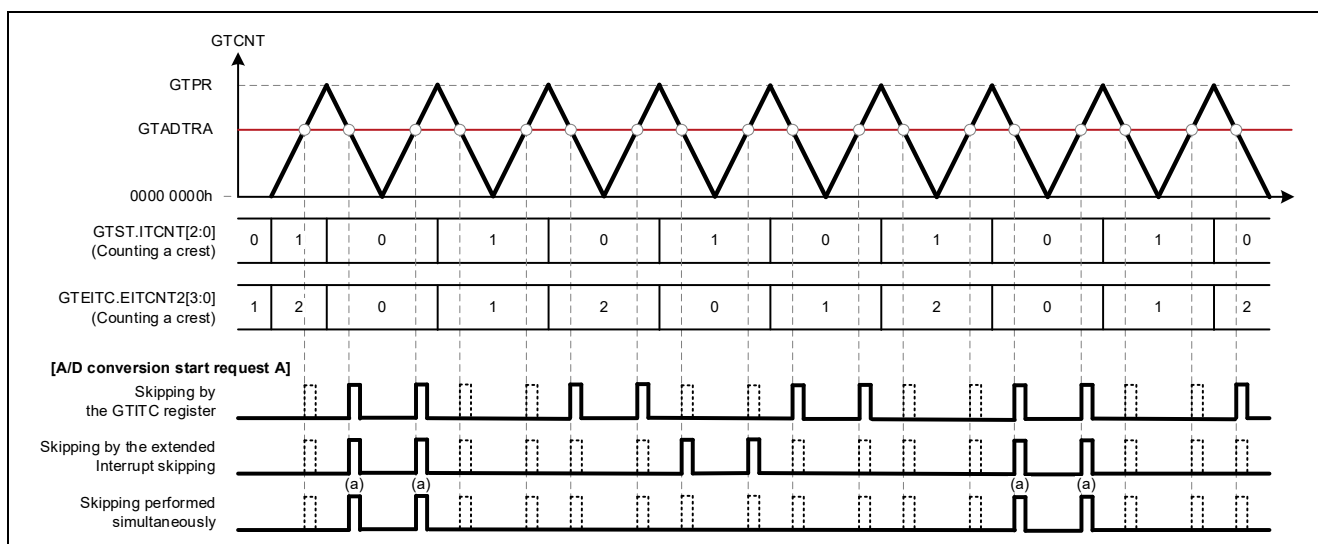 GTCNT
GTPR
GTADTRA
0000 0000h
GTST.ITCNT[2:0]
(Counting a crest)
0 1 0 1 0 1 0 1 0 1 0
GTEITC.EITCNT2[3:0]
(Counting a crest)
1 2 0 1 2 0 1 2 0 1 2
[A/D conversion start request A]
Skipping by
the GTITC register
Skipping by the extended
Interrupt skipping
(a) (a) (a) (a)
Skipping performed
simultaneously